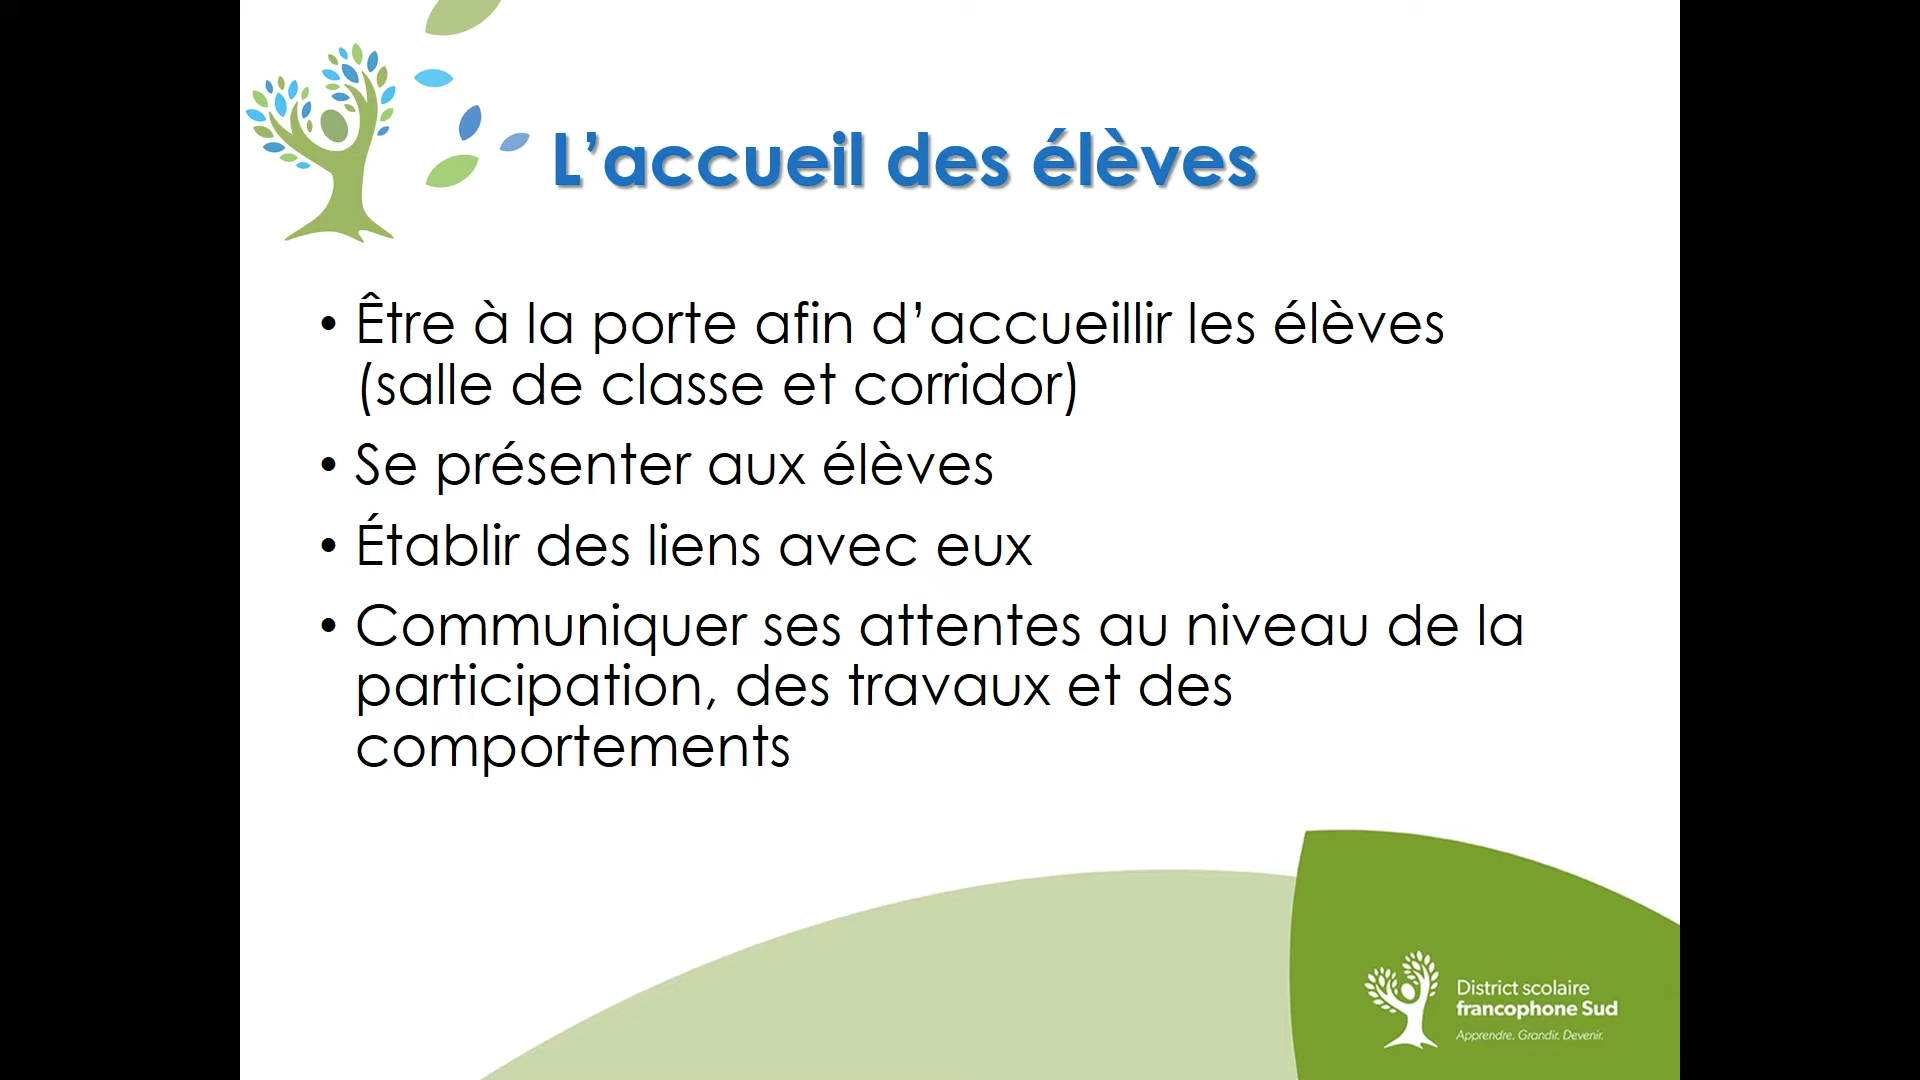 L’accueil des élèves
• Être à la porte afin d’accueillir les élèves
(salle de classe et corridor)
• Se présenter aux élèves
• Établir des liens avec eux
• Communiquer ses attentes au niveau de la
participation, des travaux et des
comportements
District scolaire
francophone Sud
Apprendre. Grandir. Devenir.